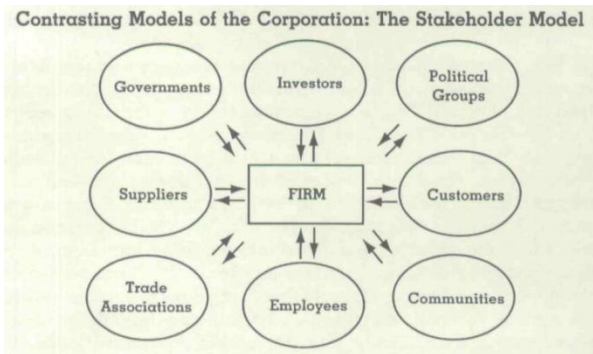 Contrasting Models of the Corporation: The Stakeholder Model
Governments
Investors
Political
Groups
Suppliers
FIRM
Customers
Trade
Associations
Employees
Communities